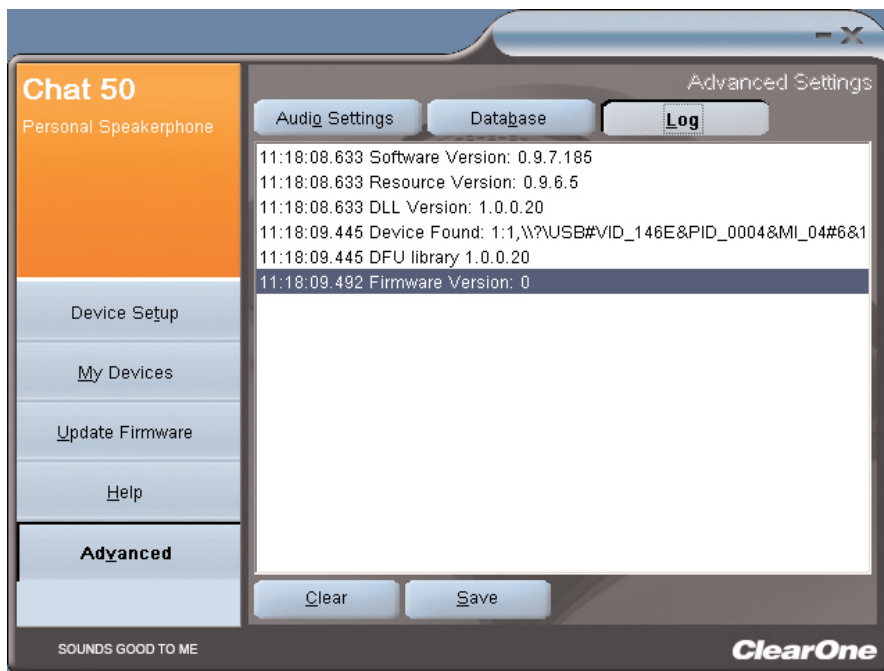 Chat 50
Personal Speakerphone
Advanced Settings
Audio Settings
Database
Log
11:18:08.633 Software Version: 0.9.7.185
11:18:08.633 Resource Version: 0.9.6.5
11:18:08.633 DLL Version: 1.0.0.20
11:18:09.445 Device Found: 1:1,\\?\USB#VID_146E&PID_0004&MI_04#6&1
11:18:09.445 DFU library 1.0.0.20
11:18:09.492 Firmware Version: 0
Device Setup
My Devices
Update Firmware
Help
Advanced
Clear
Save
SOUNDS GOOD TO ME
ClearOne